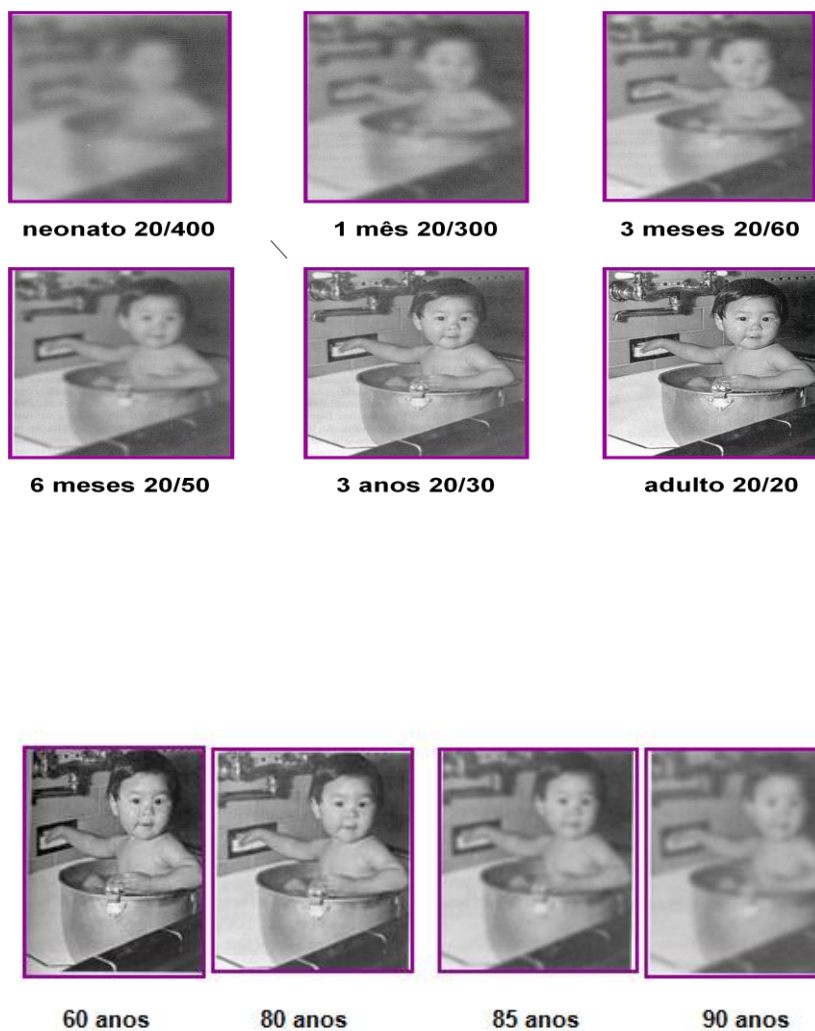 neonato 20/400
1 mês 20/300
3 meses 20/60
6 meses 20/50
3 anos 20/30
adulto 20/20
60 anos
80 anos
85 anos
90 anos